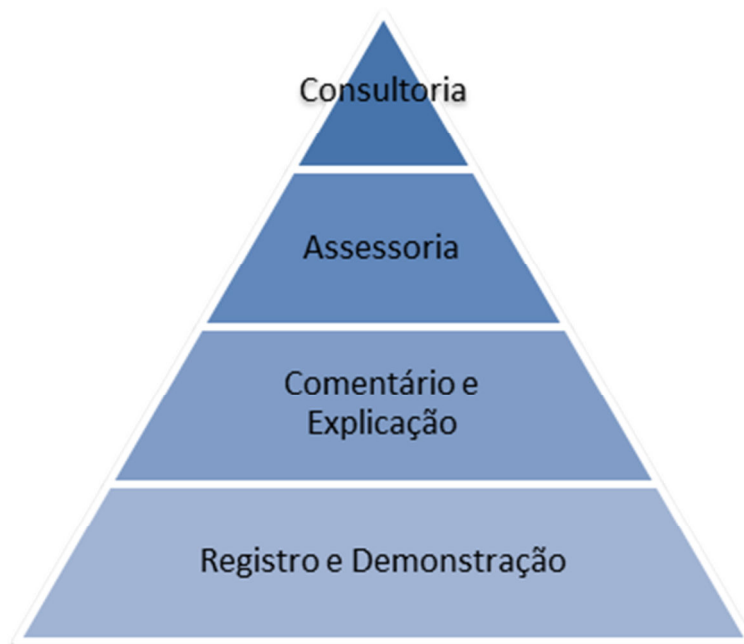 Consultoria
Assessoria
Comentário e
Explicação
Registro e Demonstração